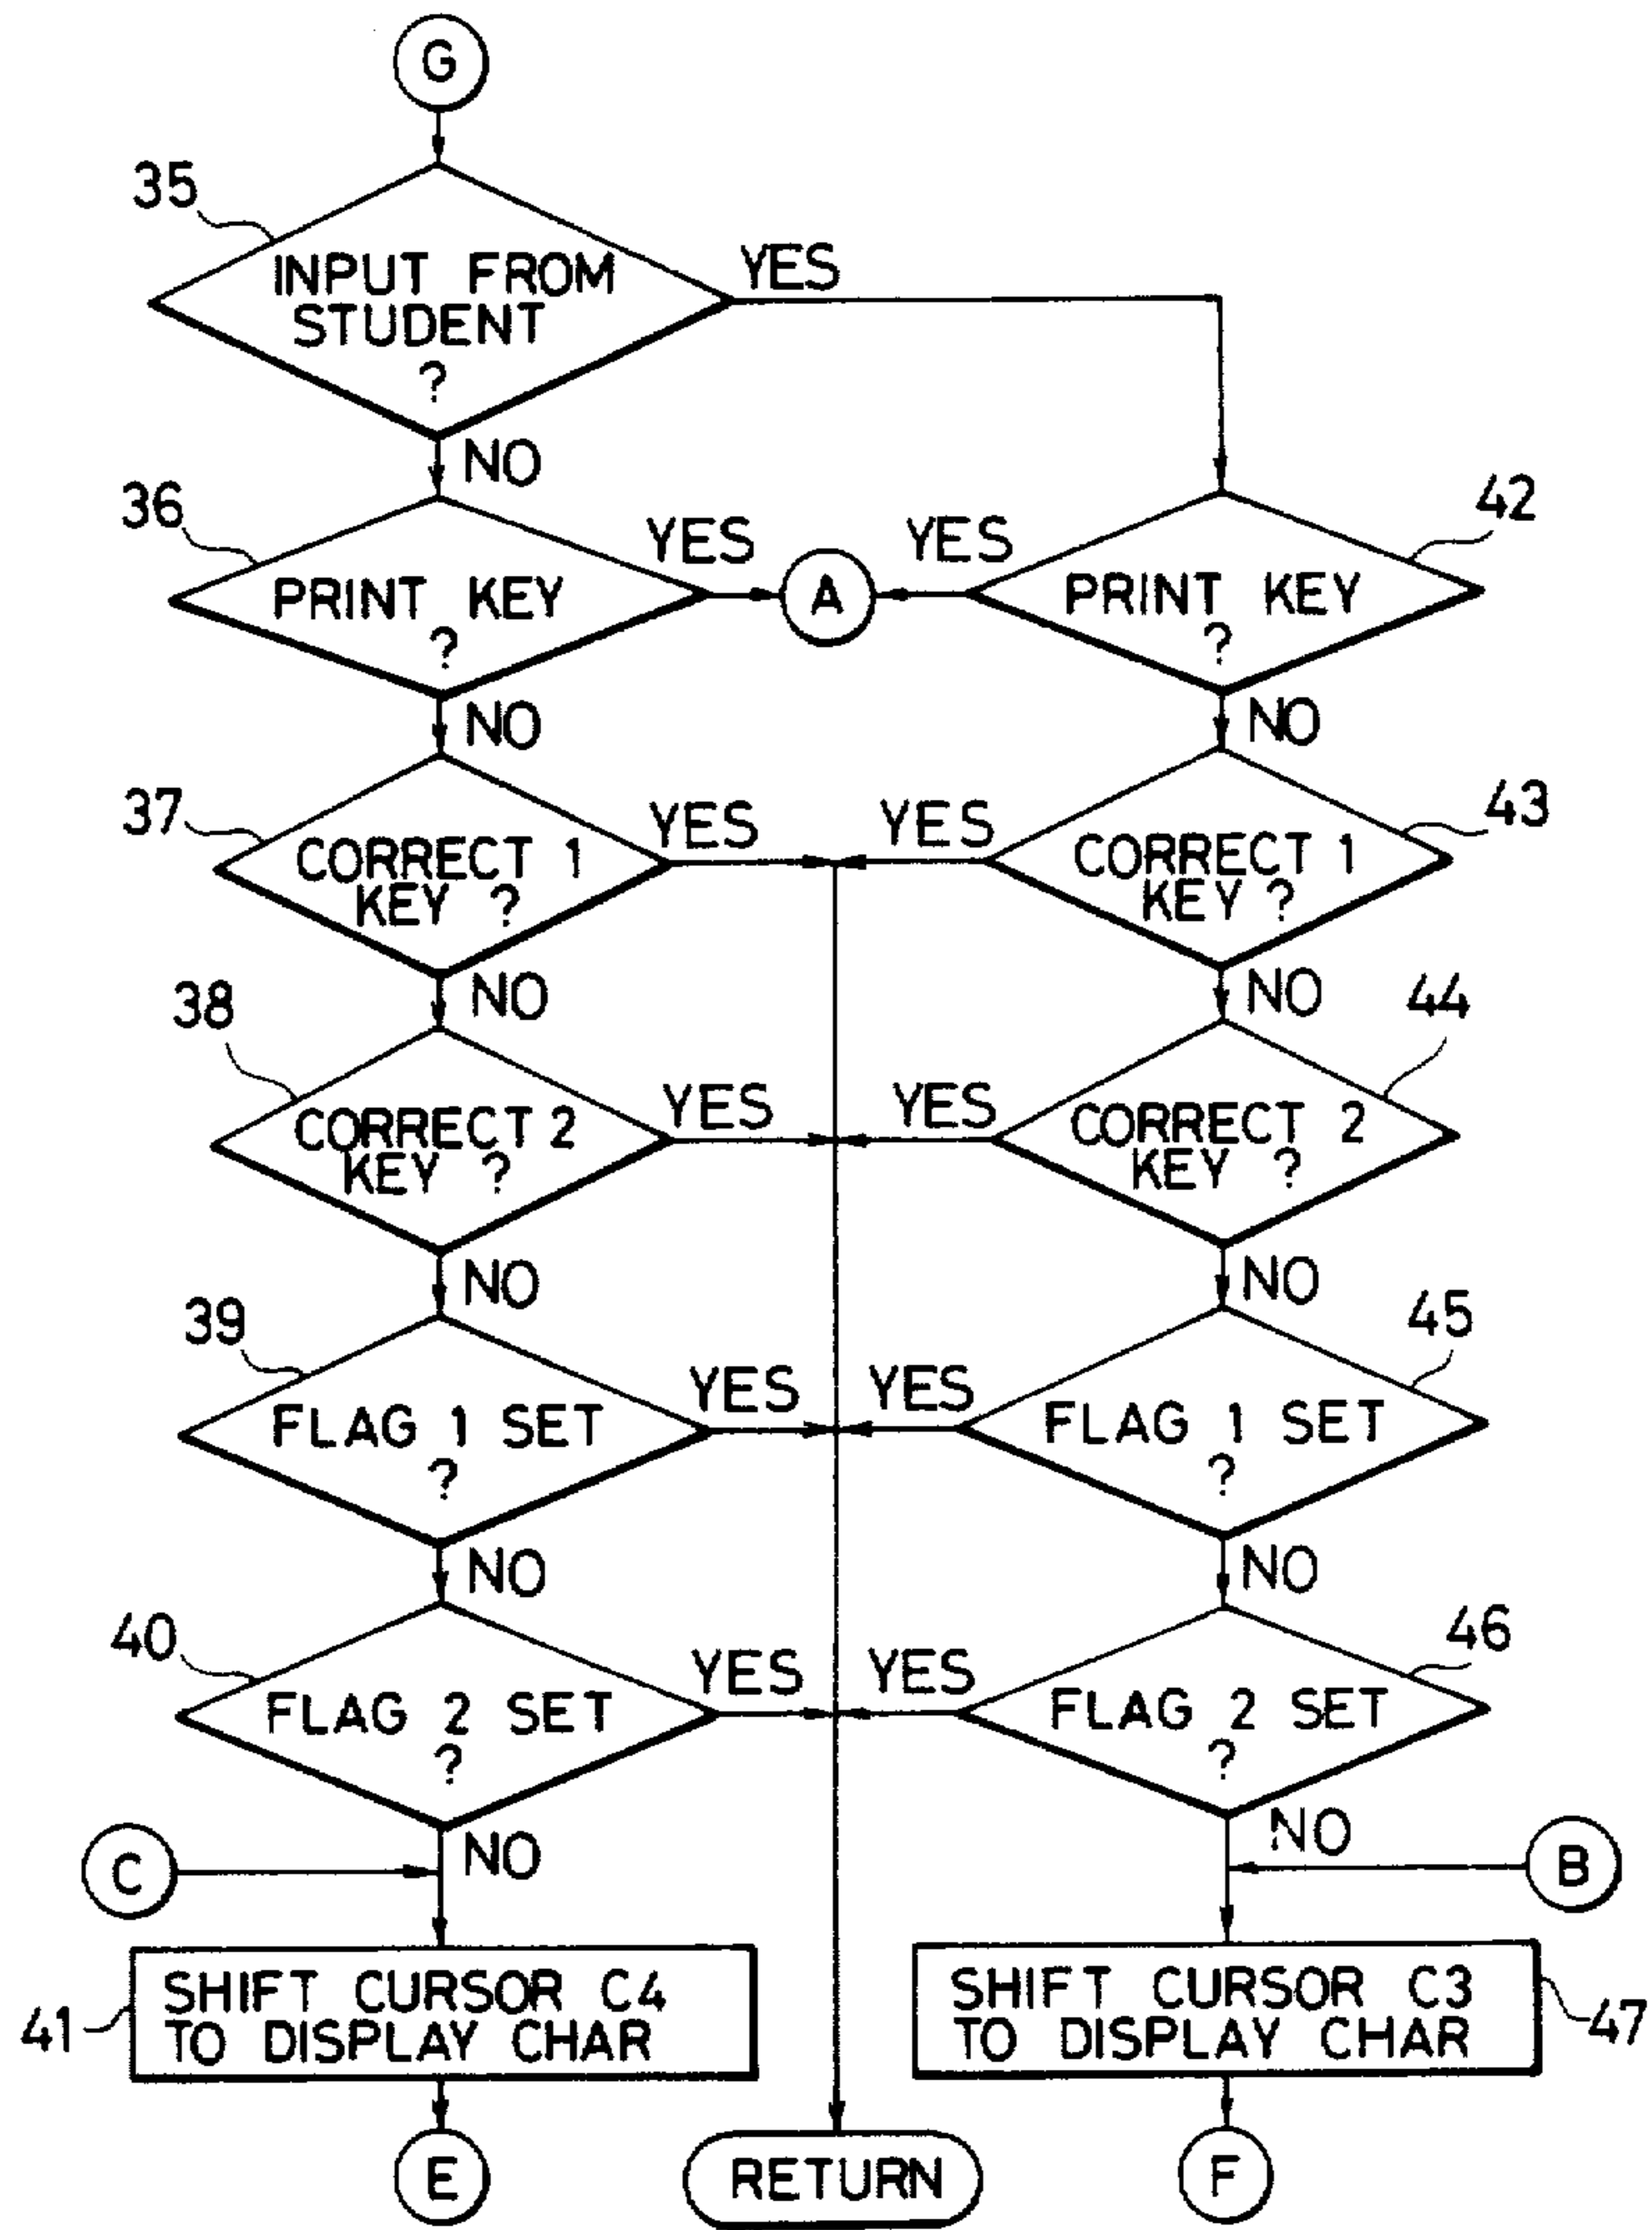 G
35
INPUT FROM
STUDENT
?
YES
NO
36
PRINT KEY
?
YES
A
YES
42
PRINT KEY
?
NO
NO
37
CORRECT 1
KEY ?
YES
YES
43
CORRECT 1
KEY ?
NO
NO
38
CORRECT 2
KEY ?
YES
YES
44
CORRECT 2
KEY ?
NO
NO
39
FLAG 1 SET
?
YES
YES
45
FLAG 1 SET
?
NO
NO
40
FLAG 2 SET
?
YES
YES
46
FLAG 2 SET
?
NO
NO
C
B
41
SHIFT CURSOR C4
TO DISPLAY CHAR
SHIFT CURSOR C3
TO DISPLAY CHAR
47
E
RETURN
F